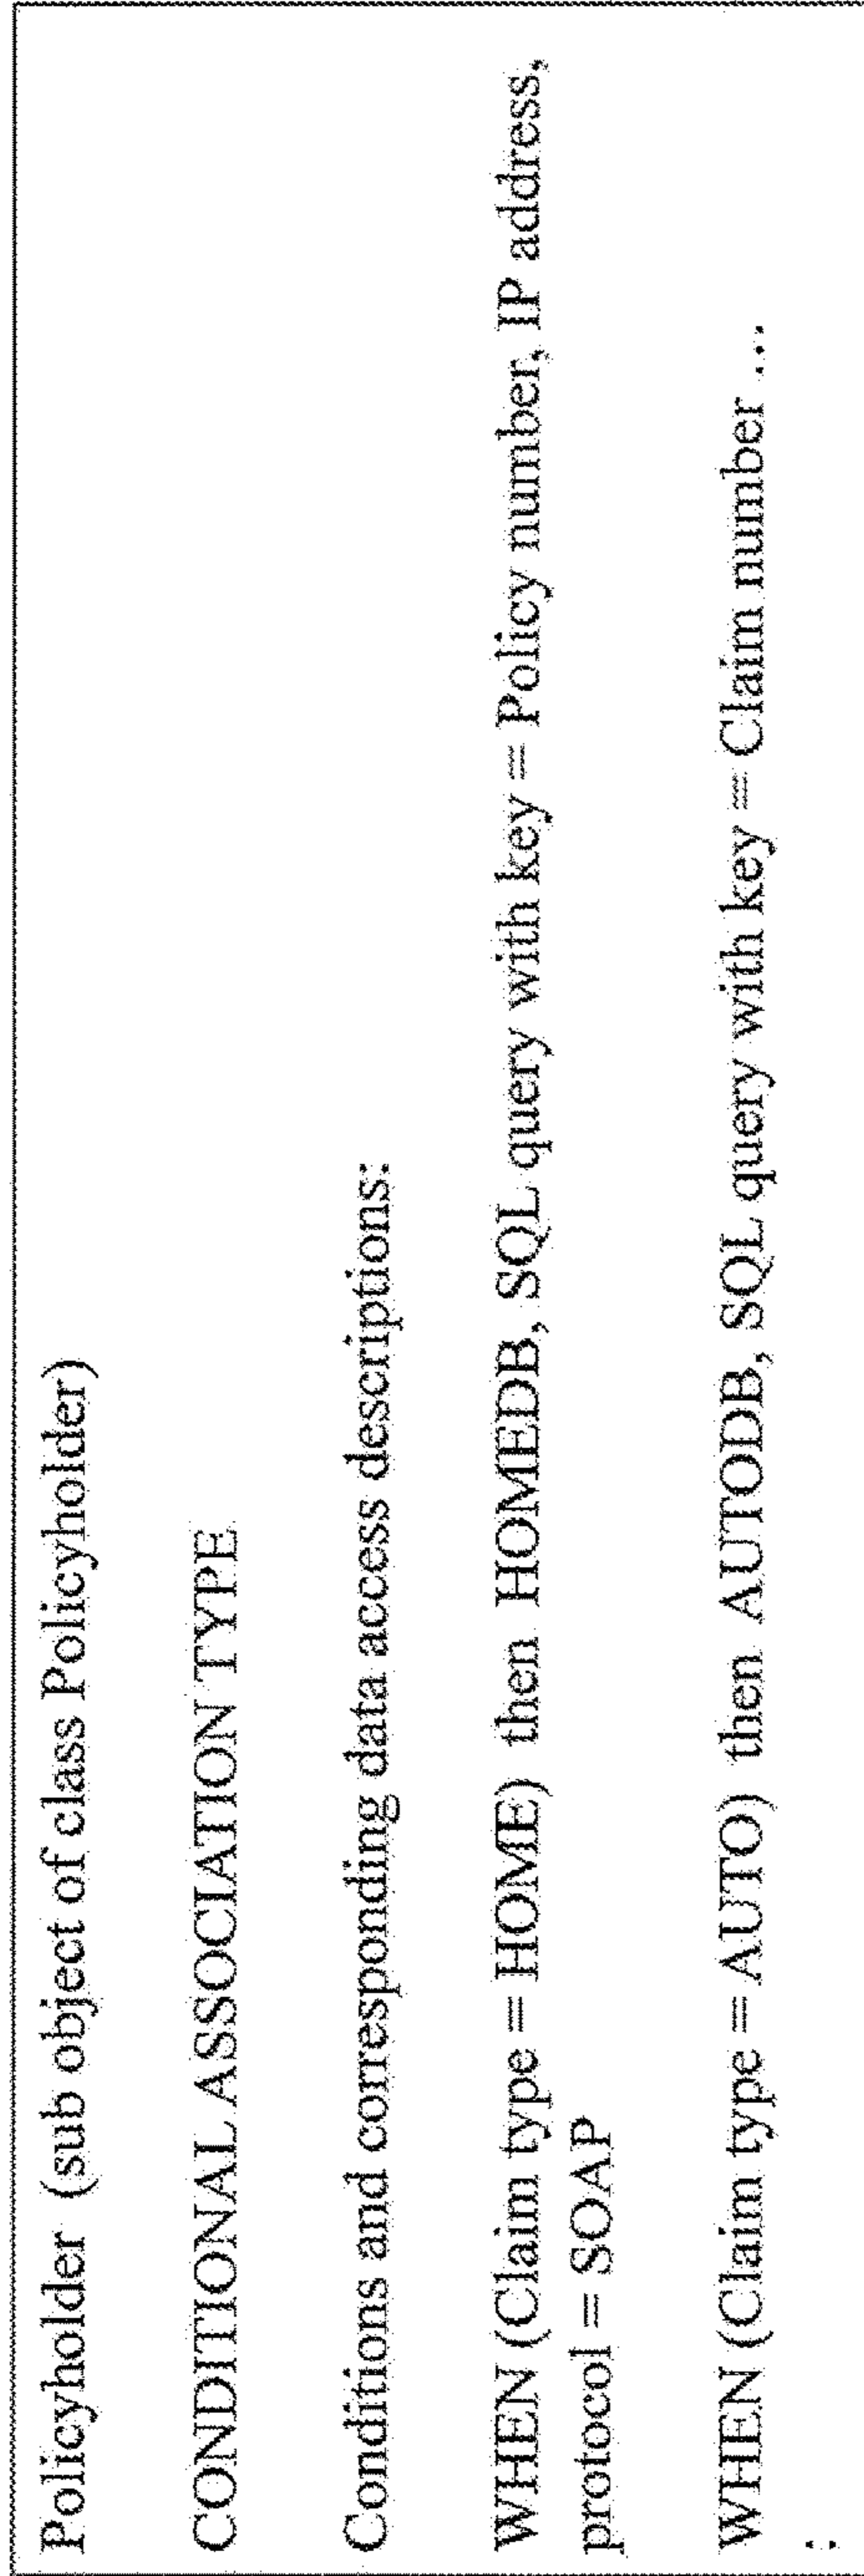 Policyholder (sub object of class Policyholder)
CONDITIONAL ASSOCIATION TYPE
Conditions and corresponding data access descriptions:
WHEN (Claim type = HOME) then HOMEDB, SQL query with key = Policy number, IP address,
protocol = SOAP
WHEN (Claim type = AUTO) then AUTODB, SQL query with key = Claim number ...
: